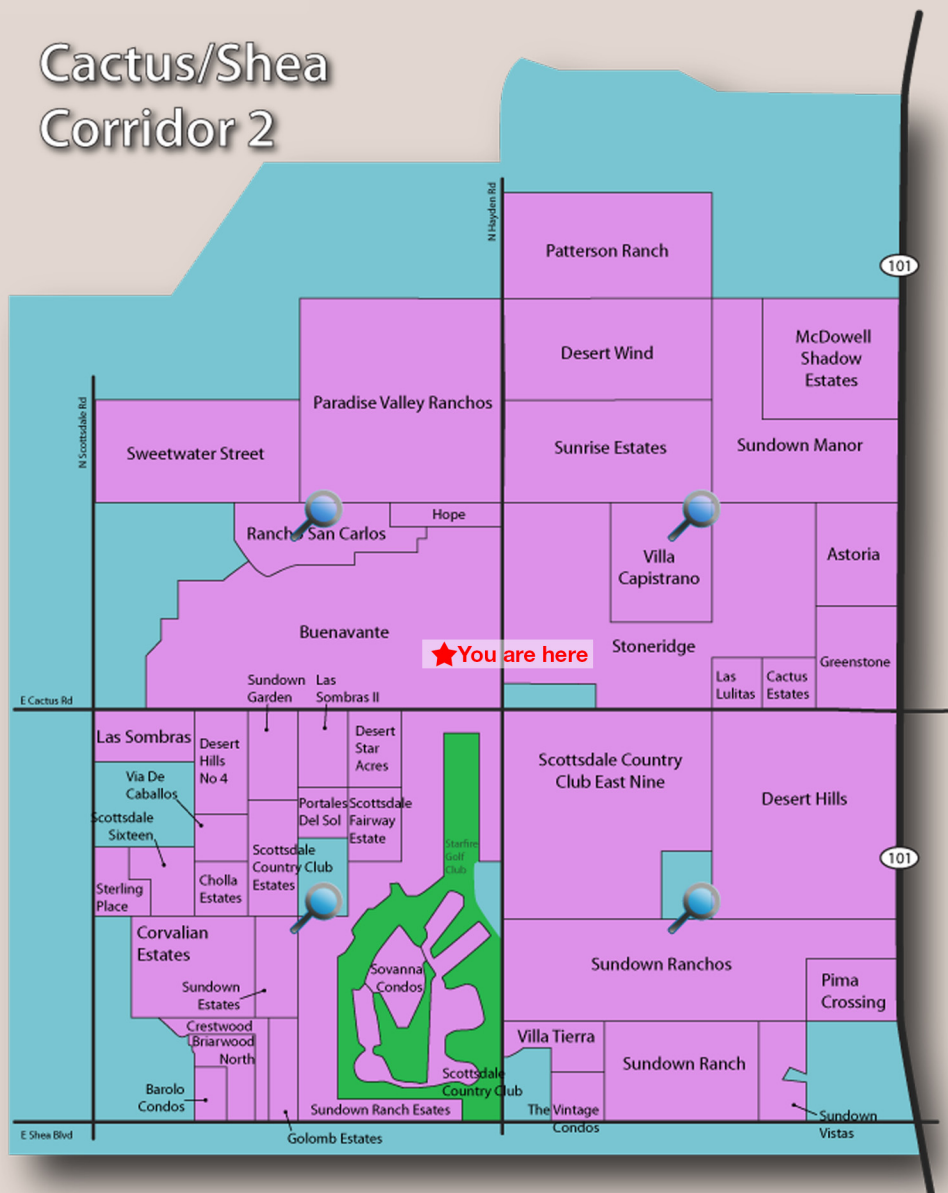 Cactus/Shea
Corridor 2
N Hayden Rd
Patterson Ranch
101
Desert Wind
McDowell
Shadow
Estates
N Scottsdale Rd
Paradise Valley Ranchos
Sweetwater Street
Sunrise Estates
Sundown Manor
Hope
Rancho San Carlos
Villa
Capistrano
Astoria
Buenavante
You are here
Stoneridge
Greenstone
Las
Lulitas
Cactus
Estates
Sundown
Garden
Las
Sombras II
E Cactus Rd
Las Sombras
Desert
Hills
No 4
Desert
Star
Acres
Scottsdale Country
Club East Nine
Desert Hills
Via De
Caballos
Portales
Del Sol
Scottsdale
Fairway
Estate
Scottsdale
Sixteen
Starfire
Golf
Club
Scottsdale
Country Club
Estates
101
Sterling
Place
Cholla
Estates
Corvalian
Estates
Sovanna
Condos
Sundown Ranchos
Pima
Crossing
Sundown
Estates
Crestwood
Briarwood
North
Villa Tierra
Sundown Ranch
Barolo
Condos
Scottsdale
Country Club
Sundown Ranch Esates
The Vintage
Condos
Sundown
Vistas
E Shea Blvd
Golomb Estates